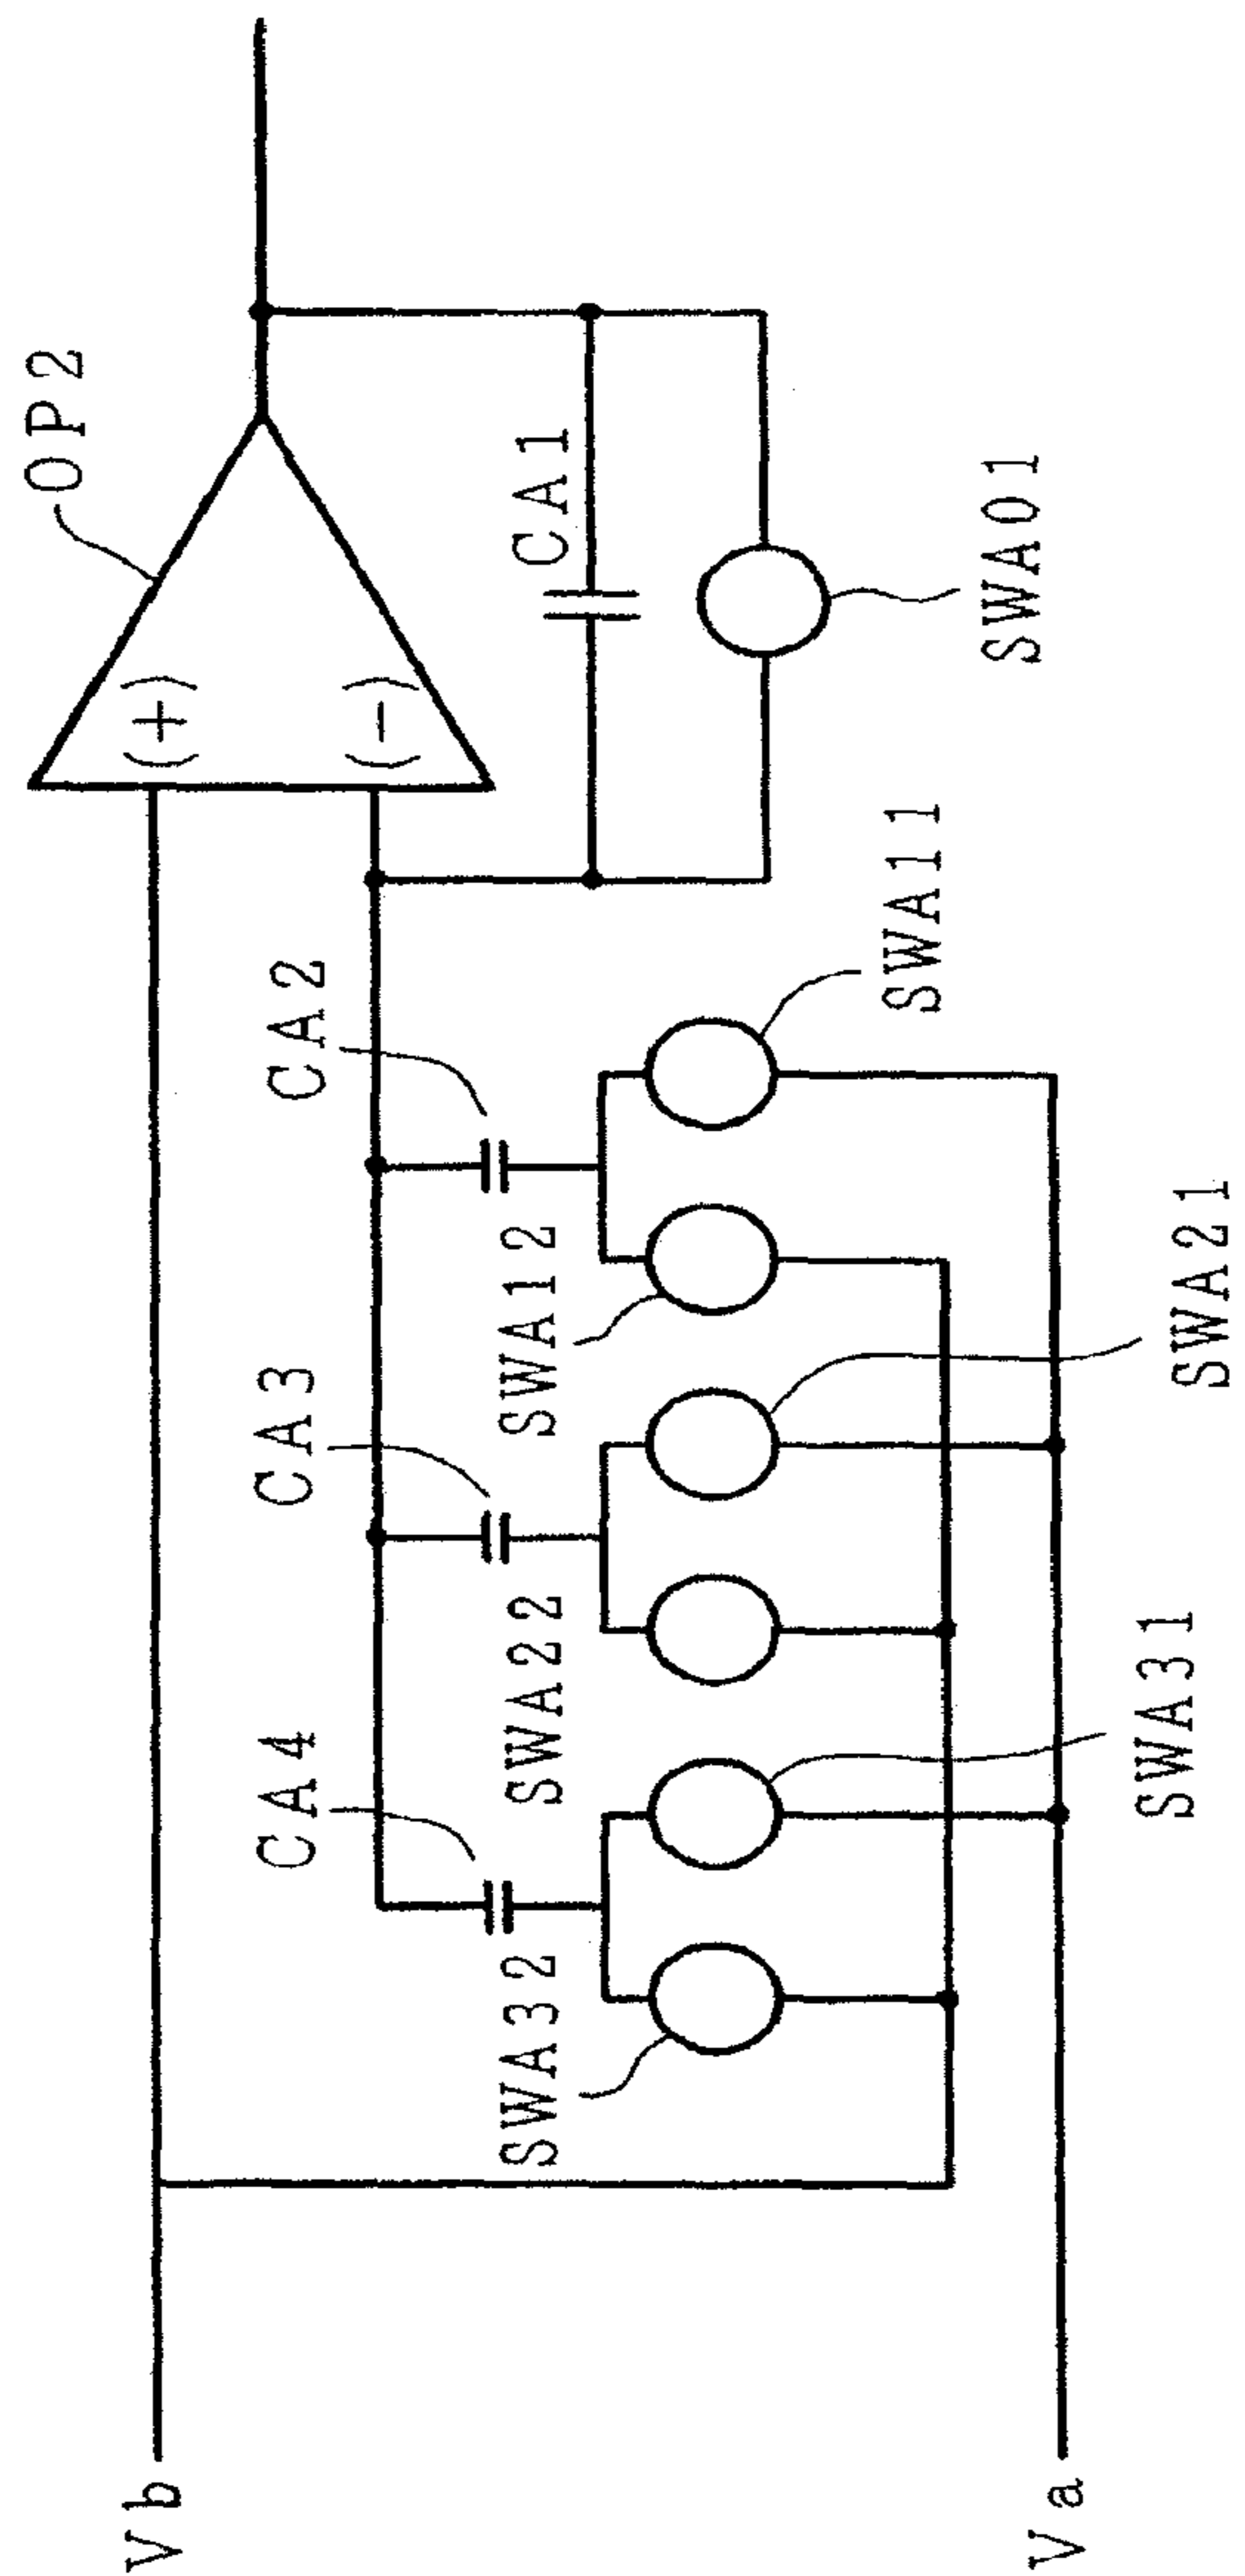 OP2
(+)
(-)
CA1
SWA01
CA2
SWA11
SWA12
CA3
SWA21
SWA22
CA4
SWA31
SWA32
Vb
Va